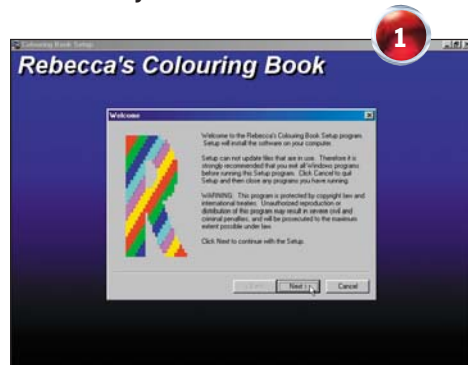 1
Colouring Book Setup
Rebecca's Colouring Book
Welcome
Welcome to the Rebecca's Colouring Book Setup program.
Setup will install the software on your computer.
Setup can not update files that are in use. Therefore it is
strongly recommended that you exit all Windows programs
before running this Setup program. Click Cancel to quit
Setup and then close any programs you have running.
WARNING: This program is protected by copyright law and
international treaties. Unauthorized reproduction or
distribution of this program may result in severe civil and
criminal penalties, and will be prosecuted to the maximum
extent possible under law.
Click Next to continue with the Setup.
R
Next >
Cancel